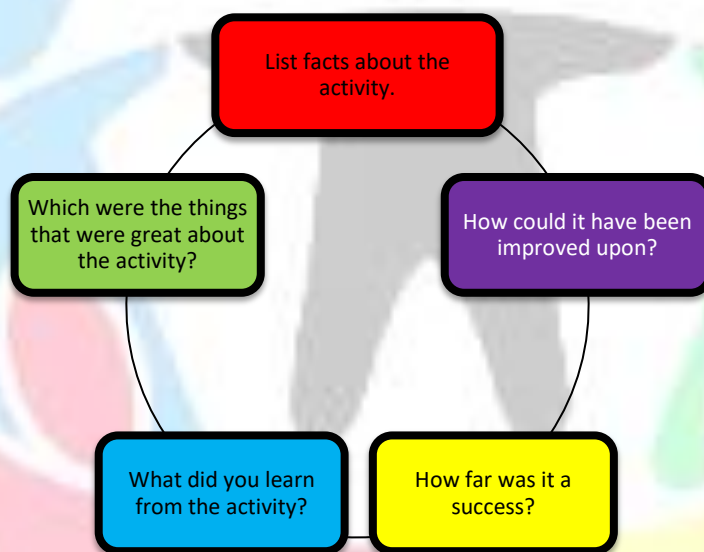 List facts about the
activity.
How could it have been
improved upon?
How far was it a
success?
What did you learn
from the activity?
Which were the things
that were great about
the activity?